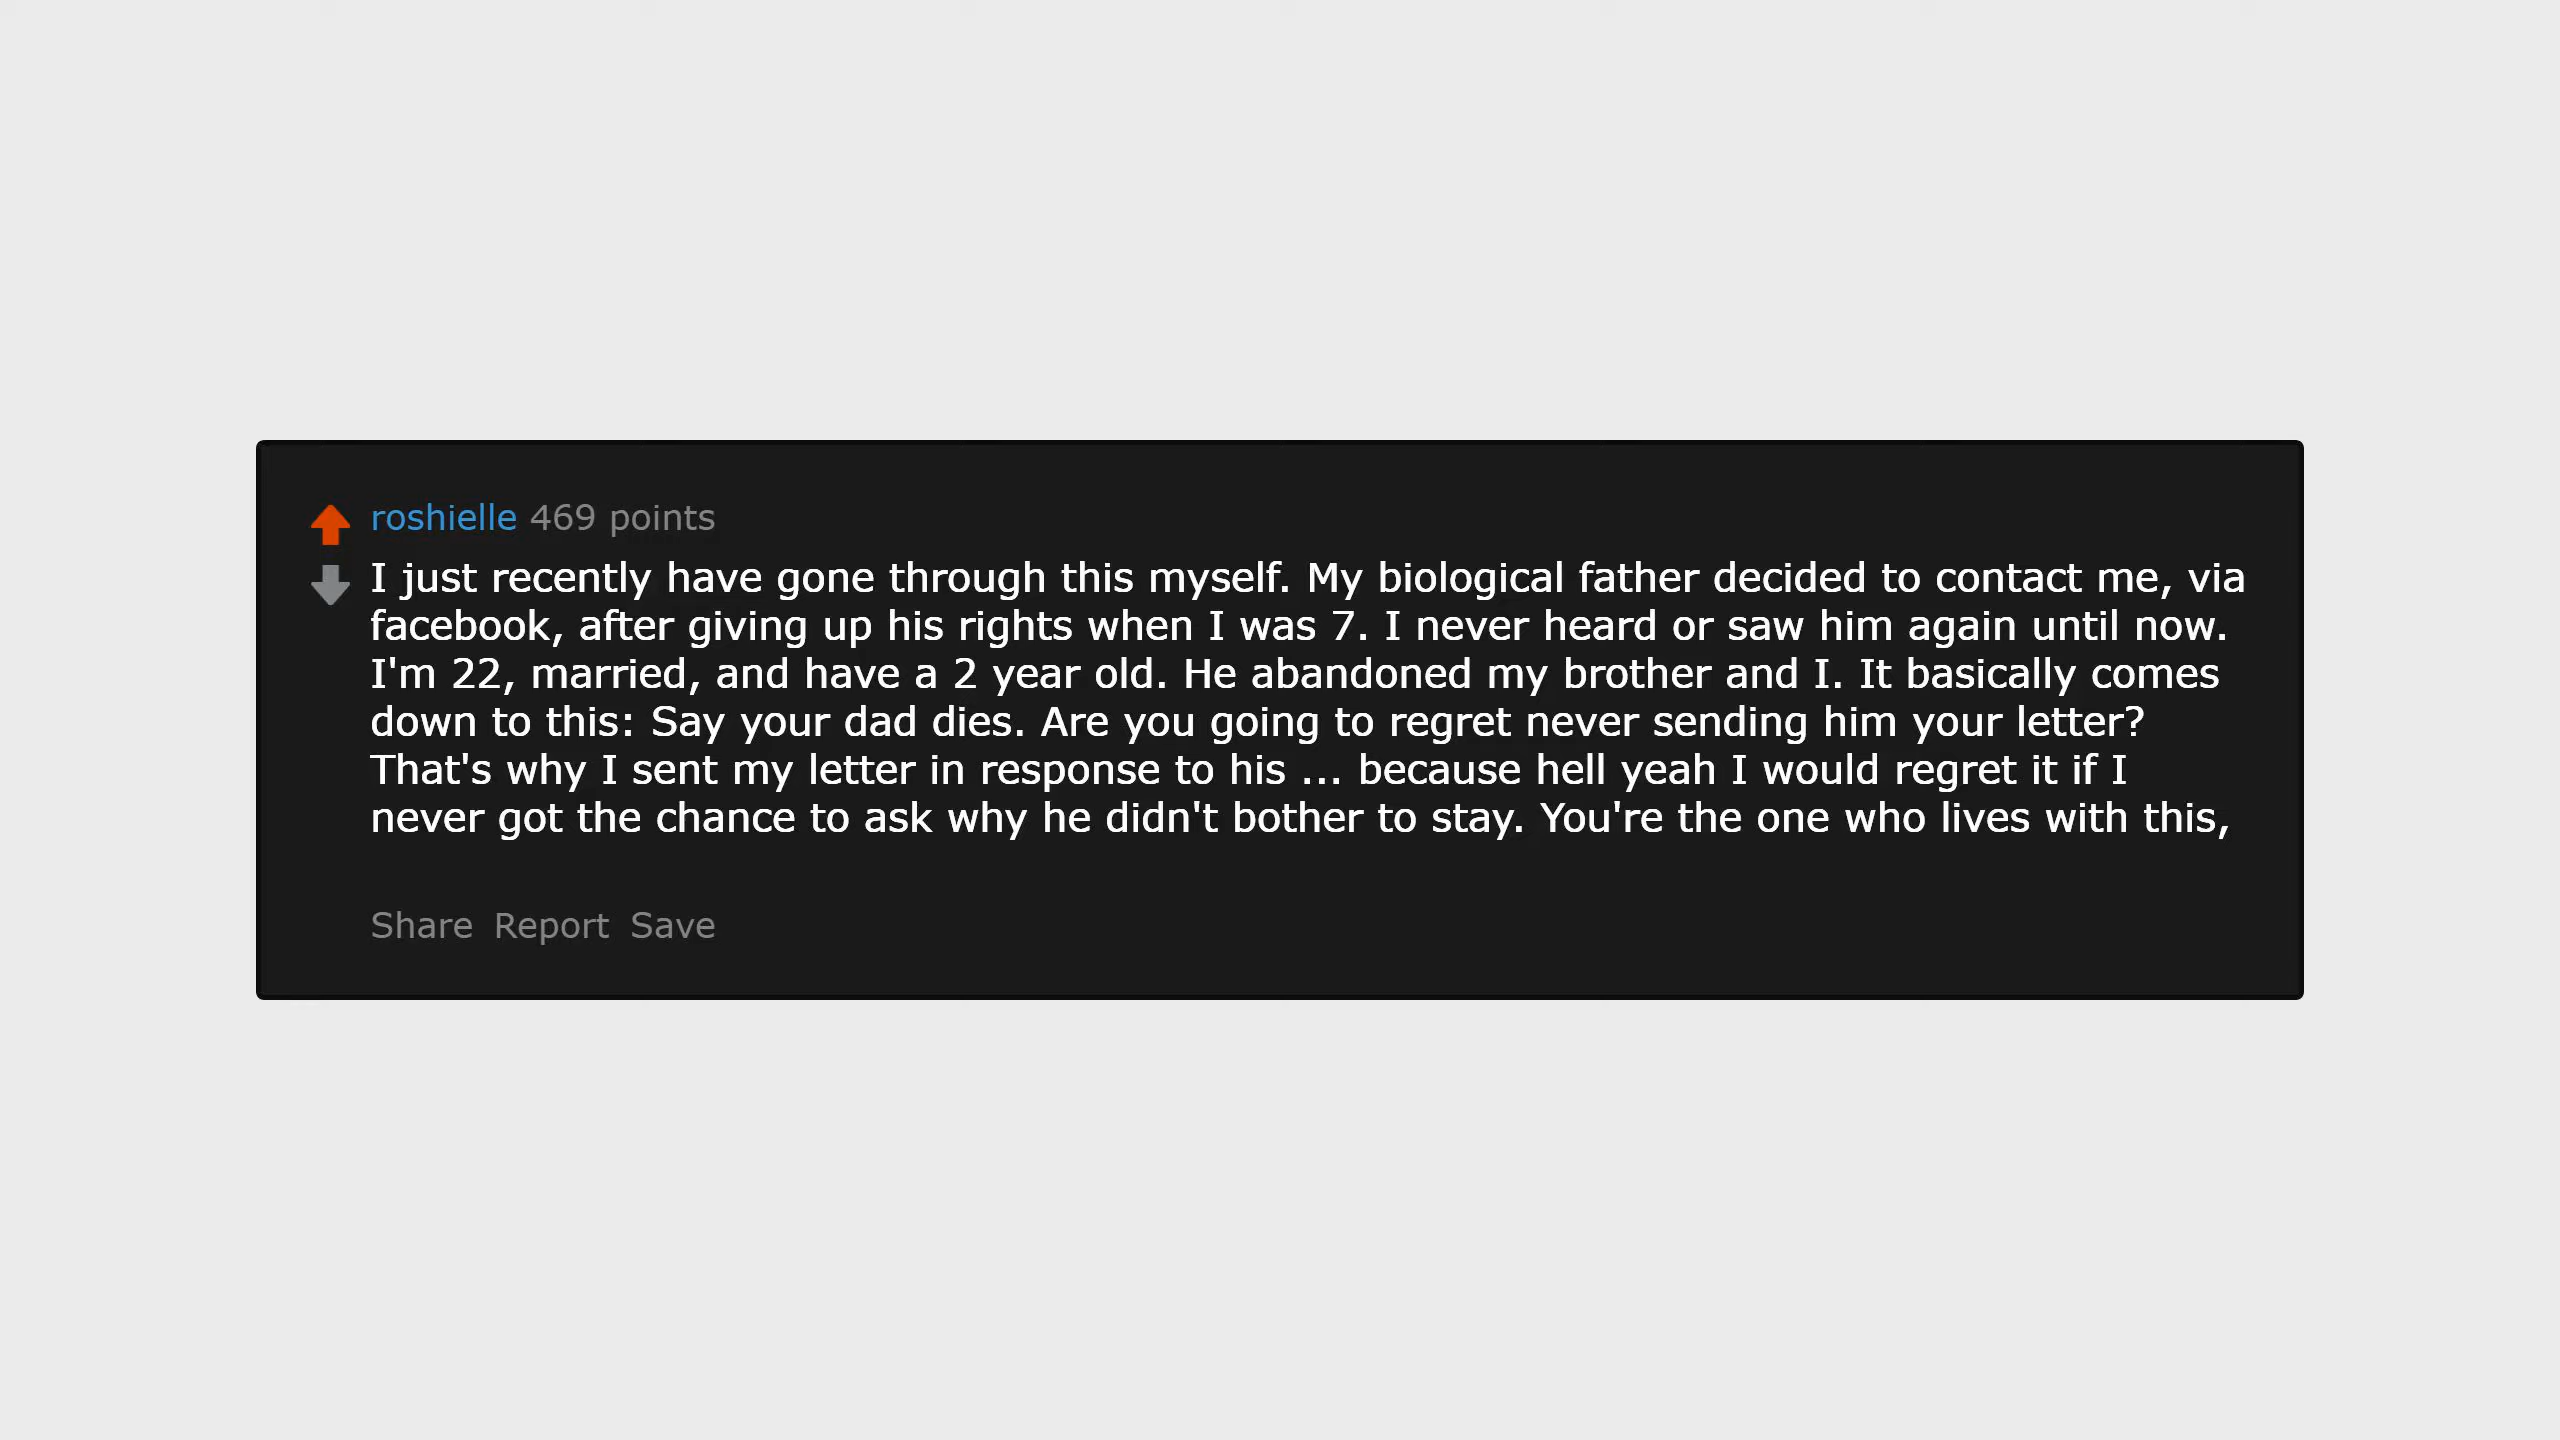 roshielle 469 points
I just recently have gone through this myself. My biological father decided to contact me, via
facebook, after giving up his rights when I was 7. I never heard or saw him again until now.
I'm 22, married, and have a 2 year old. He abandoned my brother and I. It basically comes
down to this: Say your dad dies. Are you going to regret never sending him your letter?
That's why I sent my letter in response to his ... because hell yeah I would regret it if I
never got the chance to ask why he didn't bother to stay. You're the one who lives with this,
Share Report Save